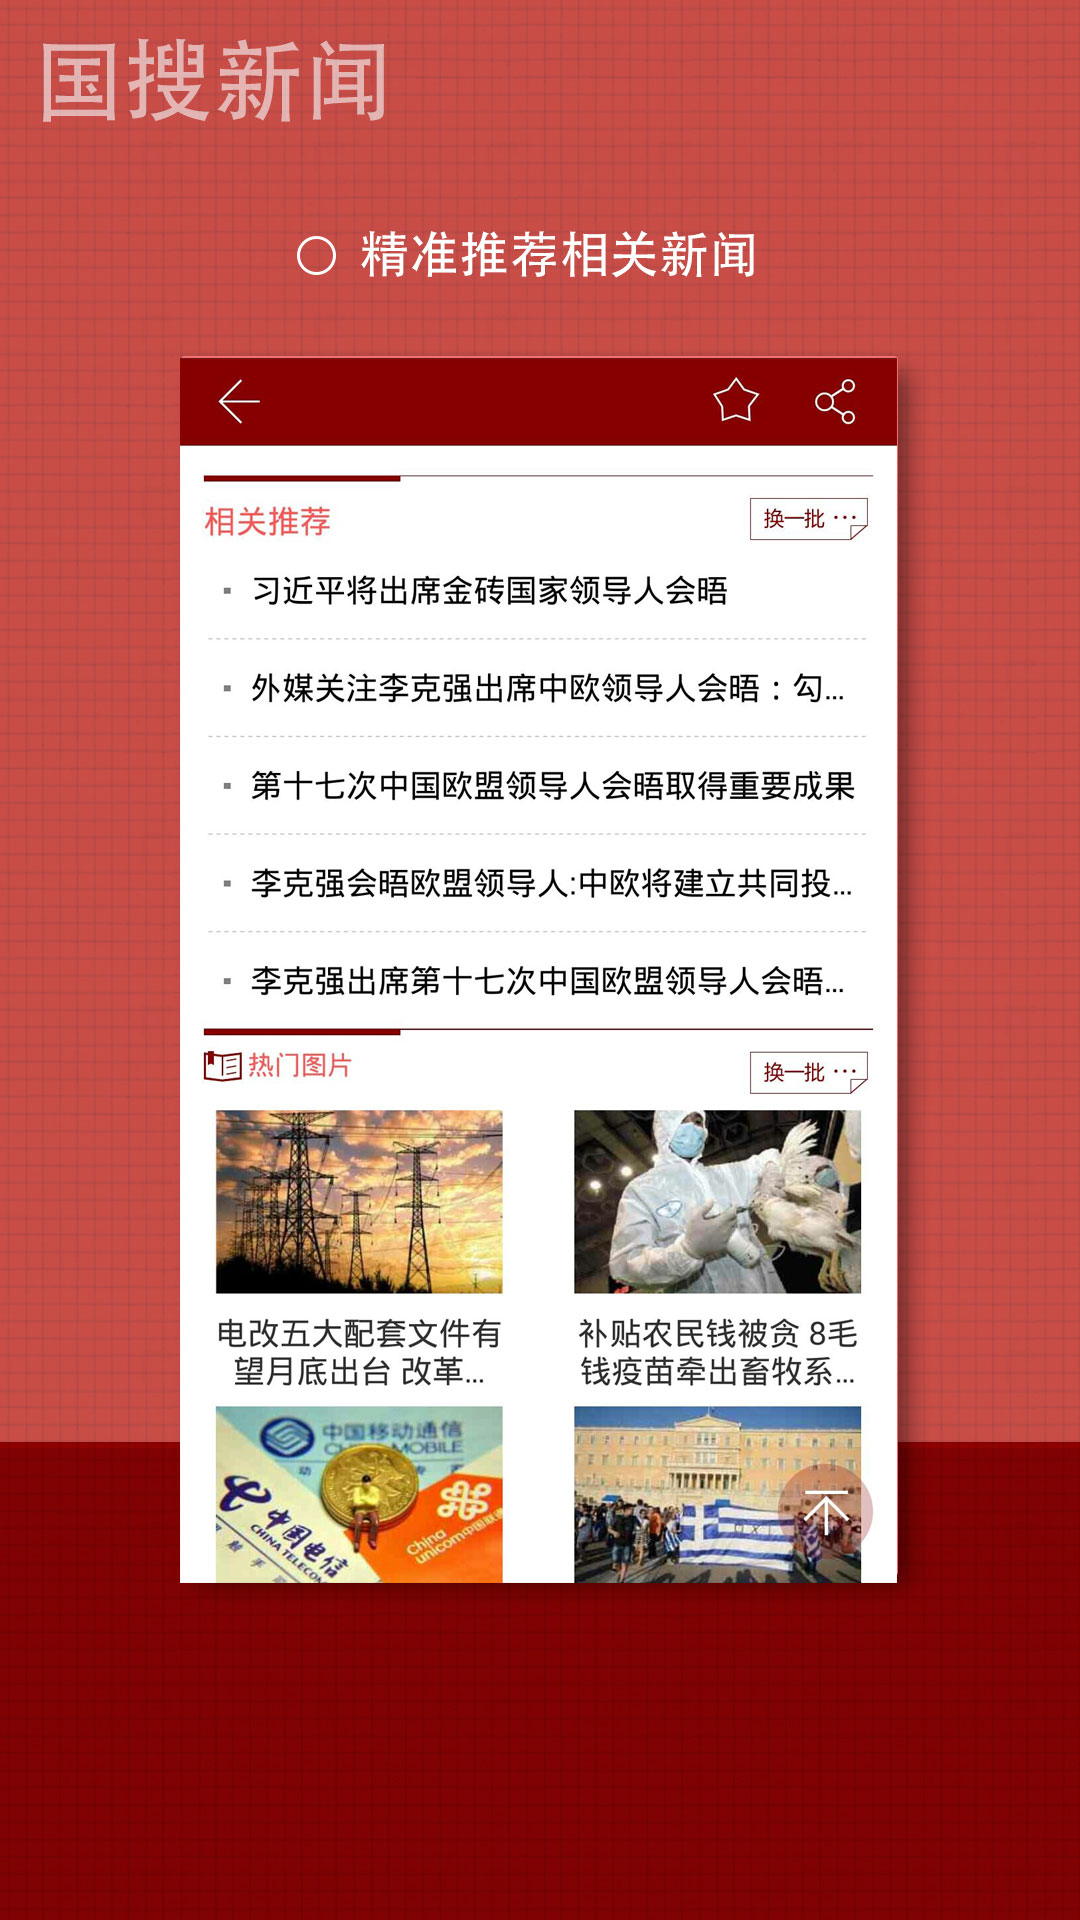 国搜新闻
精准推荐相关新闻
相关推荐
换一批 ···
习近平将出席金砖国家领导人会晤
外媒关注李克强出席中欧领导人会晤：勾...
第十七次中国欧盟领导人会晤取得重要成果
李克强会晤欧盟领导人:中欧将建立共同投...
李克强出席第十七次中国欧盟领导人会晤...
热门图片
换一批 ···
电改五大配套文件有
望月底出台 改革...
补贴农民钱被贪 8毛
钱疫苗牵出畜牧系...
中国移动通信
CHINA MOBILE
中国电信
CHINA TELECOM
China
unicom中国联通